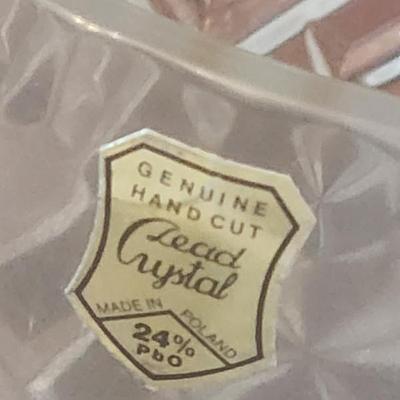 GENUINE
HAND CUT
Lead
Crystal
MADE IN POLAND
24%
PbO